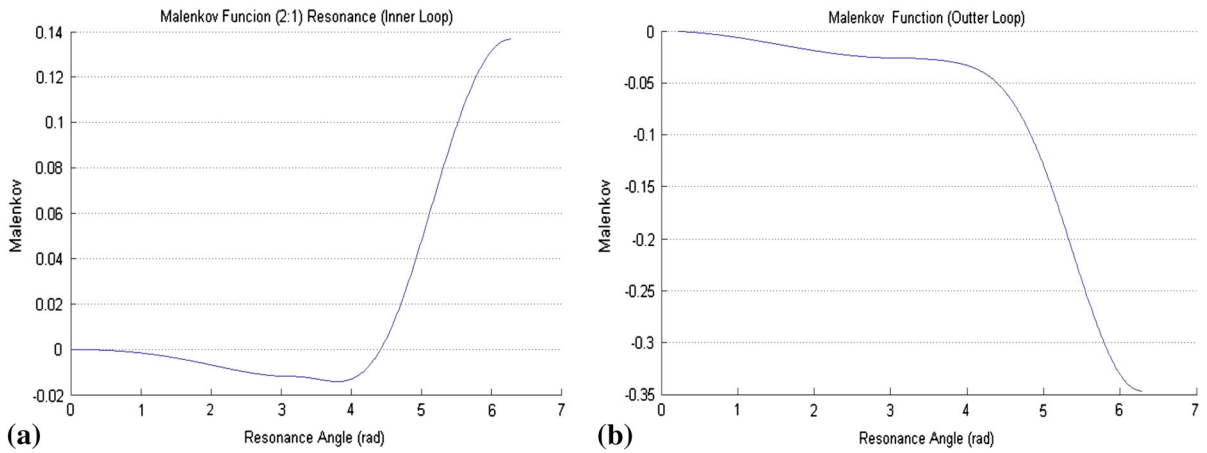 Malenkov Funcion (2:1) Resonance (Inner Loop)
0.14
0.12
0.1
0.08
0.06
0.04
0.02
0
-0.02
Malenkov
0 1 2 3 4 5 6 7
Resonance Angle (rad)
(a)
Malenkov Function (Outter Loop)
0
-0.05
-0.1
-0.15
-0.2
-0.25
-0.3
-0.35
Malenkov
0 1 2 3 4 5 6 7
Resonance Angle (rad)
(b)